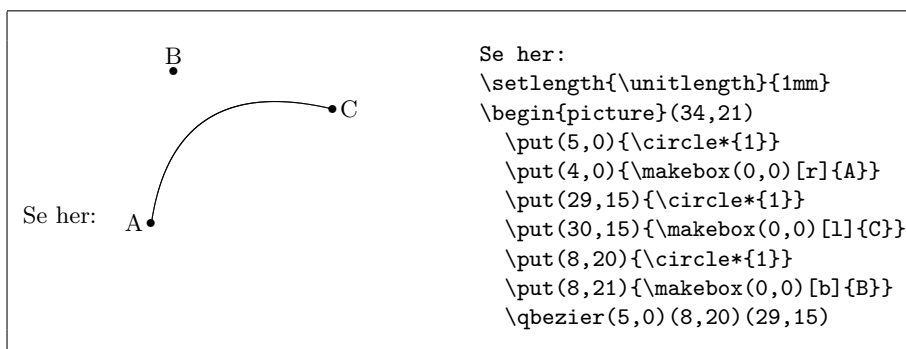 B
C
Se her:
A
Se her:
\setlength{\unitlength}{1mm}
\begin{picture}(34,21)
  \put(5,0){\circle*{1}}
  \put(4,0){\makebox(0,0)[r]{A}}
  \put(29,15){\circle*{1}}
  \put(30,15){\makebox(0,0)[l]{C}}
  \put(8,20){\circle*{1}}
  \put(8,21){\makebox(0,0)[b]{B}}
  \qbezier(5,0)(8,20)(29,15)